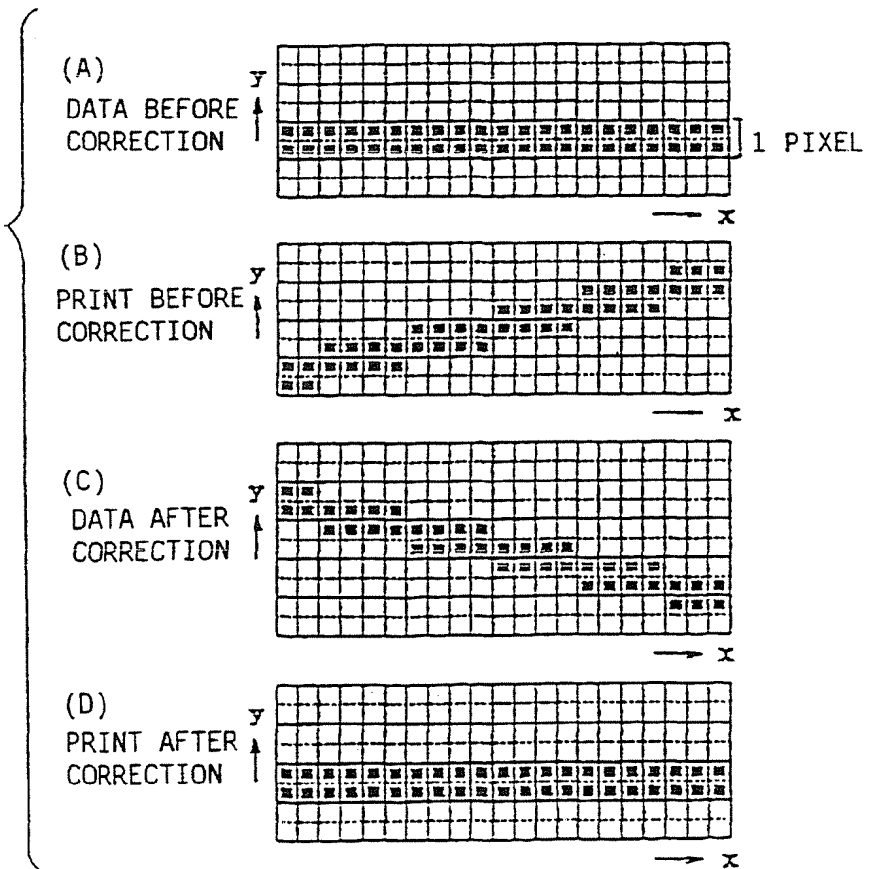 (A)
y
DATA BEFORE
CORRECTION
1 PIXEL
x
(B)
y
PRINT BEFORE
CORRECTION
x
(C)
y
DATA AFTER
CORRECTION
x
(D)
y
PRINT AFTER
CORRECTION
x